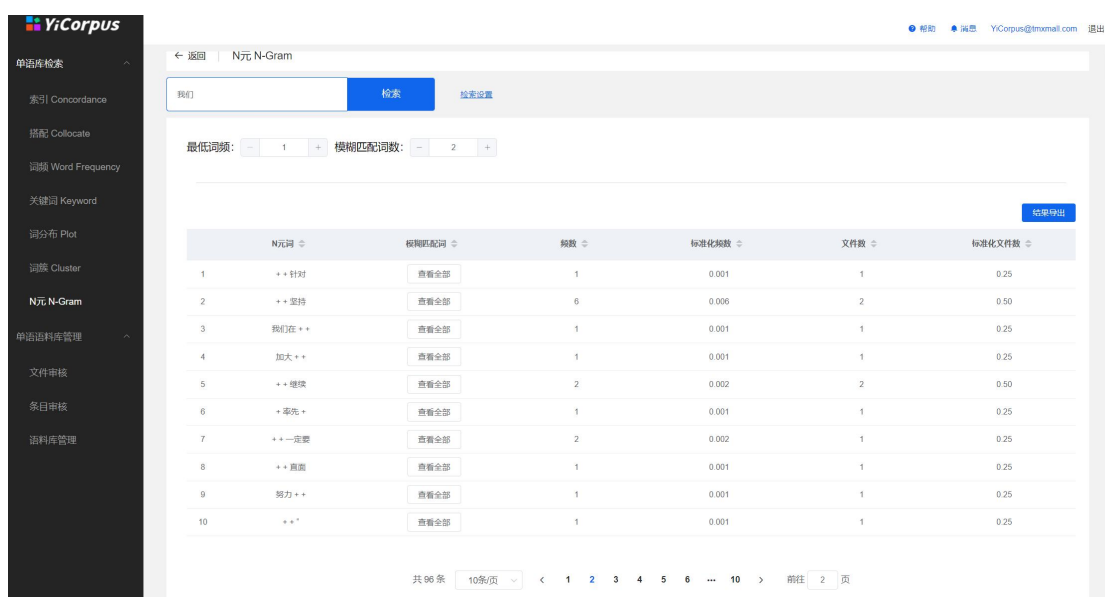 YiCorpus
帮助 消息 YiCorpus@tmxmall.com 退出
单语库检索
索引 Concordance
搭配 Collocate
词频 Word Frequency
关键词 Keyword
词分布 Plot
词簇 Cluster
N元 N-Gram
单语语料库管理
文件审核
条目审核
语料库管理
← 返回 N元 N-Gram
我们 检索 检索设置
最低词频： - 1 + 模糊匹配词数： - 2 +
结果导出
N元词 模糊匹配词 频数 标准化频数 文件数 标准化文件数
1 + + 针对 查看全部 1 0.001 1 0.25
2 + + 坚持 查看全部 6 0.006 2 0.50
3 我们在 + + 查看全部 1 0.001 1 0.25
4 加大 + + 查看全部 1 0.001 1 0.25
5 + + 继续 查看全部 2 0.002 2 0.50
6 + 率先 + 查看全部 1 0.001 1 0.25
7 + + 一定要 查看全部 2 0.002 1 0.25
8 + + 直面 查看全部 1 0.001 1 0.25
9 努力 + + 查看全部 1 0.001 1 0.25
10 + + " 查看全部 1 0.001 1 0.25
共 96 条 10条/页 < 1 2 3 4 5 6 ··· 10 > 前往 2 页